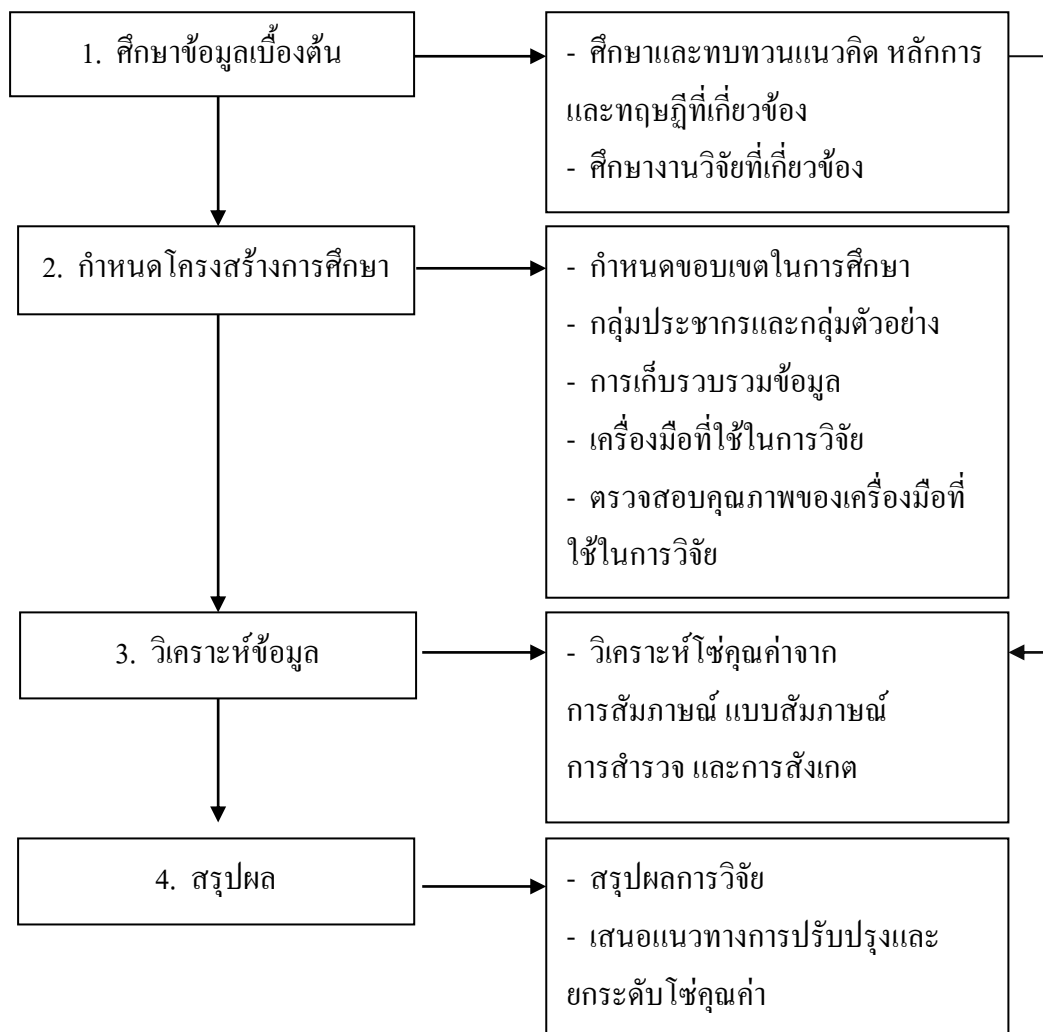 1. ศึกษาข้อมูลเบื้องต้น
- ศึกษาและทบทวนแนวคิด หลักการ
และทฤษฎีที่เกี่ยวข้อง
- ศึกษางานวิจัยที่เกี่ยวข้อง
2. กำหนดโครงสร้างการศึกษา
- กำหนดขอบเขตในการศึกษา
- กลุ่มประชากรและกลุ่มตัวอย่าง
- การเก็บรวบรวมข้อมูล
- เครื่องมือที่ใช้ในการวิจัย
- ตรวจสอบคุณภาพของเครื่องมือที่
ใช้ในการวิจัย
3. วิเคราะห์ข้อมูล
- วิเคราะห์โซ่คุณค่าจาก
การสัมภาษณ์ แบบสัมภาษณ์
การสำรวจ และการสังเกต
4. สรุปผล
- สรุปผลการวิจัย
- เสนอแนวทางการปรับปรุงและ
ยกระดับโซ่คุณค่า